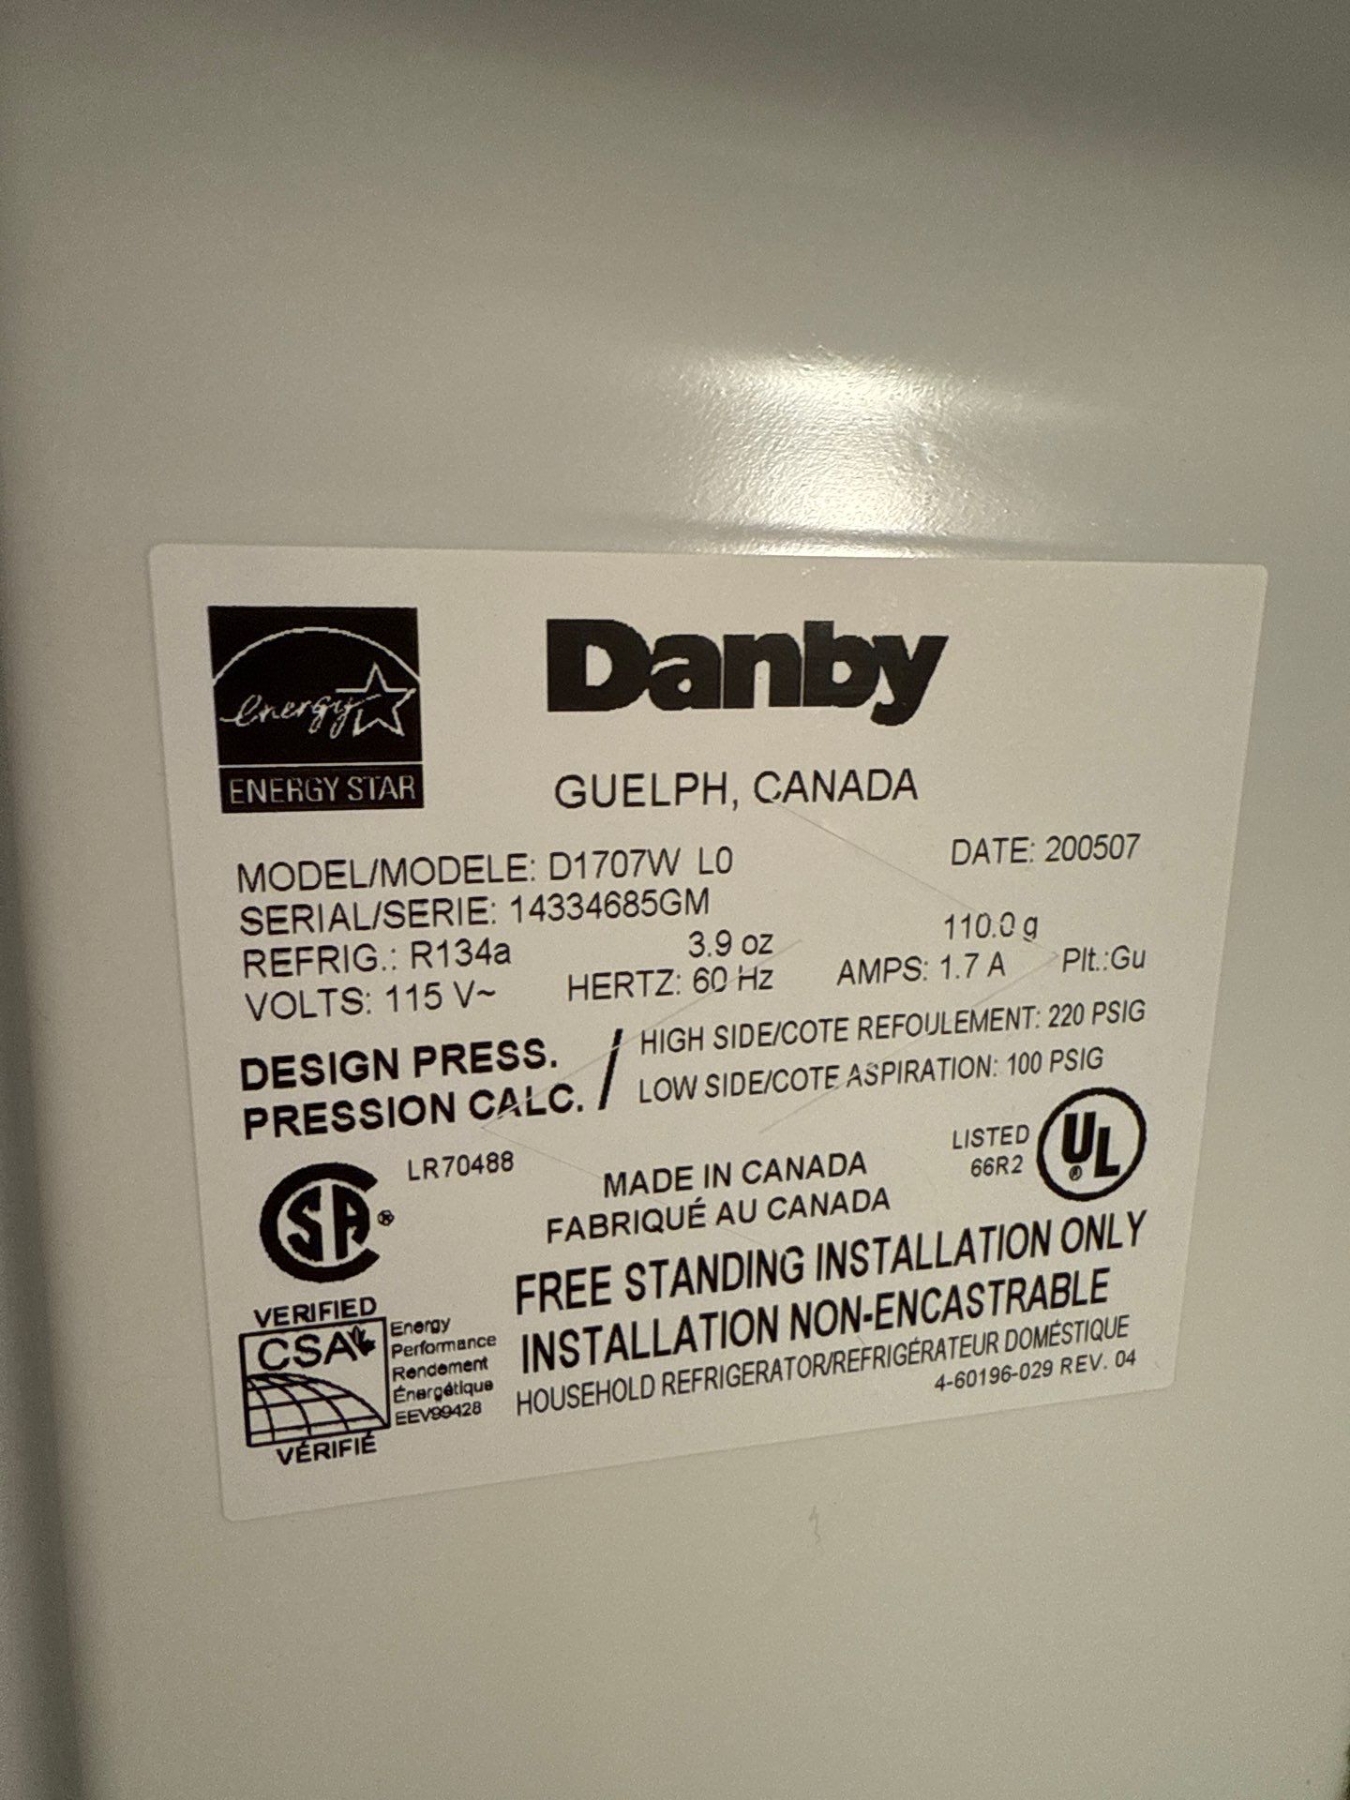 energy
ENERGY STAR
Danby
GUELPH, CANADA
MODEL/MODELE: D1707W L0
DATE: 200507
SERIAL/SERIE: 14334685GM
REFRIG.: R134a 3.9 oz 110.0 g
VOLTS: 115 V~ HERTZ: 60 Hz AMPS: 1.7 A Plt.:Gu
DESIGN PRESS. / HIGH SIDE/COTE REFOULEMENT: 220 PSIG
PRESSION CALC. LOW SIDE/COTE ASPIRATION: 100 PSIG
SA ®
LR70488
MADE IN CANADA
FABRIQUÉ AU CANADA
LISTED
66R2
UL ®
FREE STANDING INSTALLATION ONLY
INSTALLATION NON-ENCASTRABLE
HOUSEHOLD REFRIGERATOR/REFRIGÉRATEUR DOMÉSTIQUE
4-60196-029 REV. 04
VERIFIED
CSA
Energy
Performance
Rendement
Énergétique
EEV99428
VÉRIFIÉ